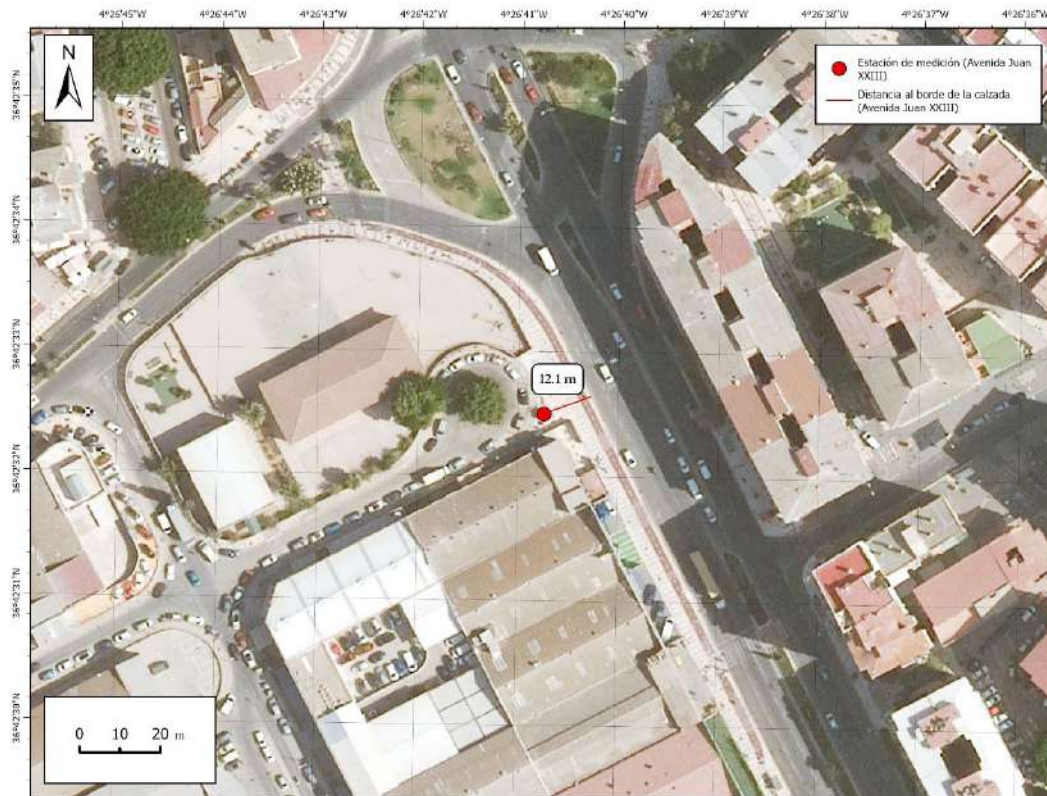 4°26'45"W 4°26'44"W 4°26'43"W 4°26'42"W 4°26'41"W 4°26'40"W 4°26'39"W 4°26'38"W 4°26'37"W 4°26'36"W
N
Estación de medición (Avenida Juan
XXIII)
Distancia al borde de la calzada
(Avenida Juan XXIII)
36°42'35"N
36°42'34"N
36°42'33"N
12.1 m
36°42'32"N
36°42'31"N
36°42'30"N
0 10 20 m